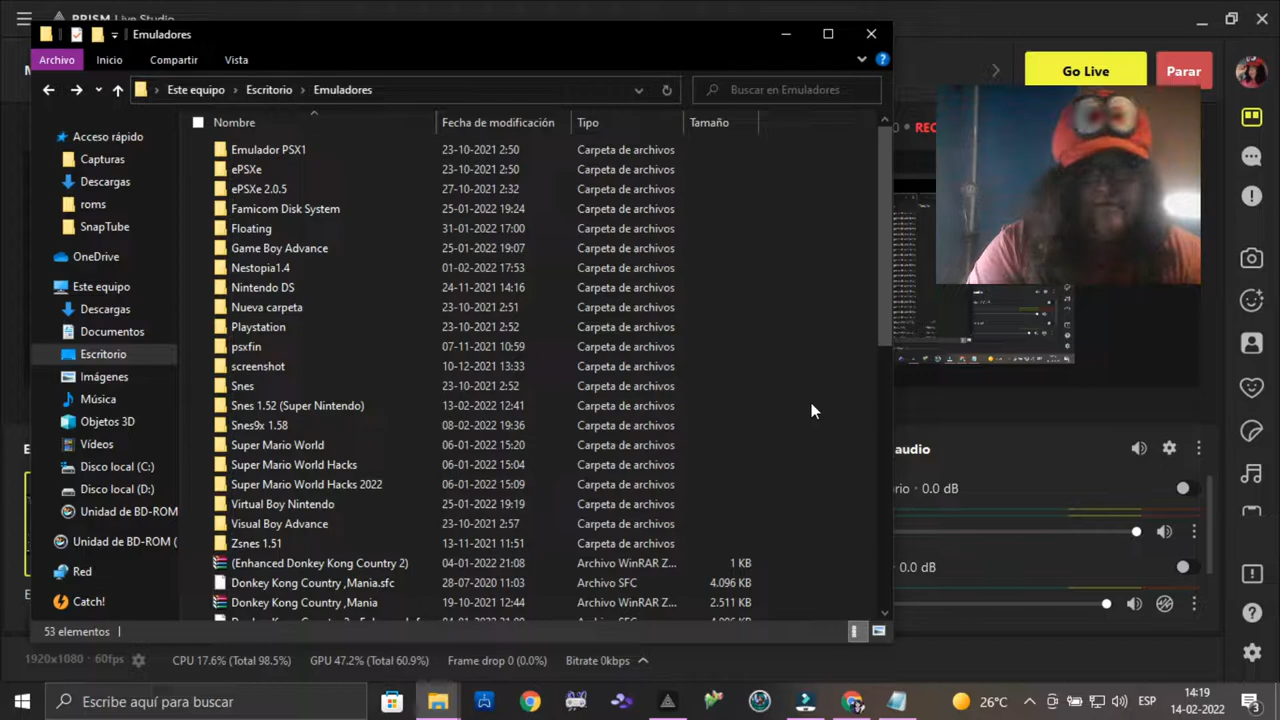 PRISM Live Studio
Emuladores
Archivo Inicio Compartir Vista
Go Live Parar
Este equipo Escritorio Emuladores
Buscar en Emuladores
REC
Nombre Fecha de modificación Tipo Tamaño
Acceso rápido
Capturas
Descargas
roms
SnapTube
OneDrive
Este equipo
Descargas
Documentos
Escritorio
Imágenes
Música
Objetos 3D
Vídeos
Disco local (C:)
Disco local (D:)
Unidad de BD-ROM
Unidad de BD-ROM (
Red
Catch!
Emulador PSX1 23-10-2021 2:50 Carpeta de archivos
ePSXe 23-10-2021 2:50 Carpeta de archivos
ePSXe 2.0.5 27-10-2021 2:32 Carpeta de archivos
Famicom Disk System 25-01-2022 19:24 Carpeta de archivos
Floating 31-01-2022 17:00 Carpeta de archivos
Game Boy Advance 25-01-2022 19:07 Carpeta de archivos
Nestopia1.4 01-02-2022 17:53 Carpeta de archivos
Nintendo DS 24-11-2021 14:16 Carpeta de archivos
Nueva carpeta 23-10-2021 2:51 Carpeta de archivos
Playstation 23-10-2021 2:52 Carpeta de archivos
psxfin 07-11-2021 10:59 Carpeta de archivos
screenshot 10-12-2021 13:33 Carpeta de archivos
Snes 23-10-2021 2:52 Carpeta de archivos
Snes 1.52 (Super Nintendo) 13-02-2022 12:41 Carpeta de archivos
Snes9x 1.58 08-02-2022 19:36 Carpeta de archivos
Super Mario World 06-01-2022 15:20 Carpeta de archivos
Super Mario World Hacks 06-01-2022 15:04 Carpeta de archivos
Super Mario World Hacks 2022 06-01-2022 15:09 Carpeta de archivos
Virtual Boy Nintendo 25-01-2022 19:19 Carpeta de archivos
Visual Boy Advance 23-10-2021 2:57 Carpeta de archivos
Zsnes 1.51 13-11-2021 11:51 Carpeta de archivos
(Enhanced Donkey Kong Country 2) 04-01-2022 21:08 Archivo WinRAR Z... 1 KB
Donkey Kong Country ,Mania.sfc 28-07-2020 11:03 Archivo SFC 4.096 KB
Donkey Kong Country ,Mania 19-10-2021 12:44 Archivo WinRAR Z... 2.511 KB
53 elementos
audio
0.0 dB
0.0 dB
1920x1080 60fps CPU 17.6% (Total 98.5%) GPU 47.2% (Total 60.9%) Frame drop 0 (0.0%) Bitrate 0kbps
Escribe aquí para buscar
26°C
ESP
14:19
14-02-2022
3